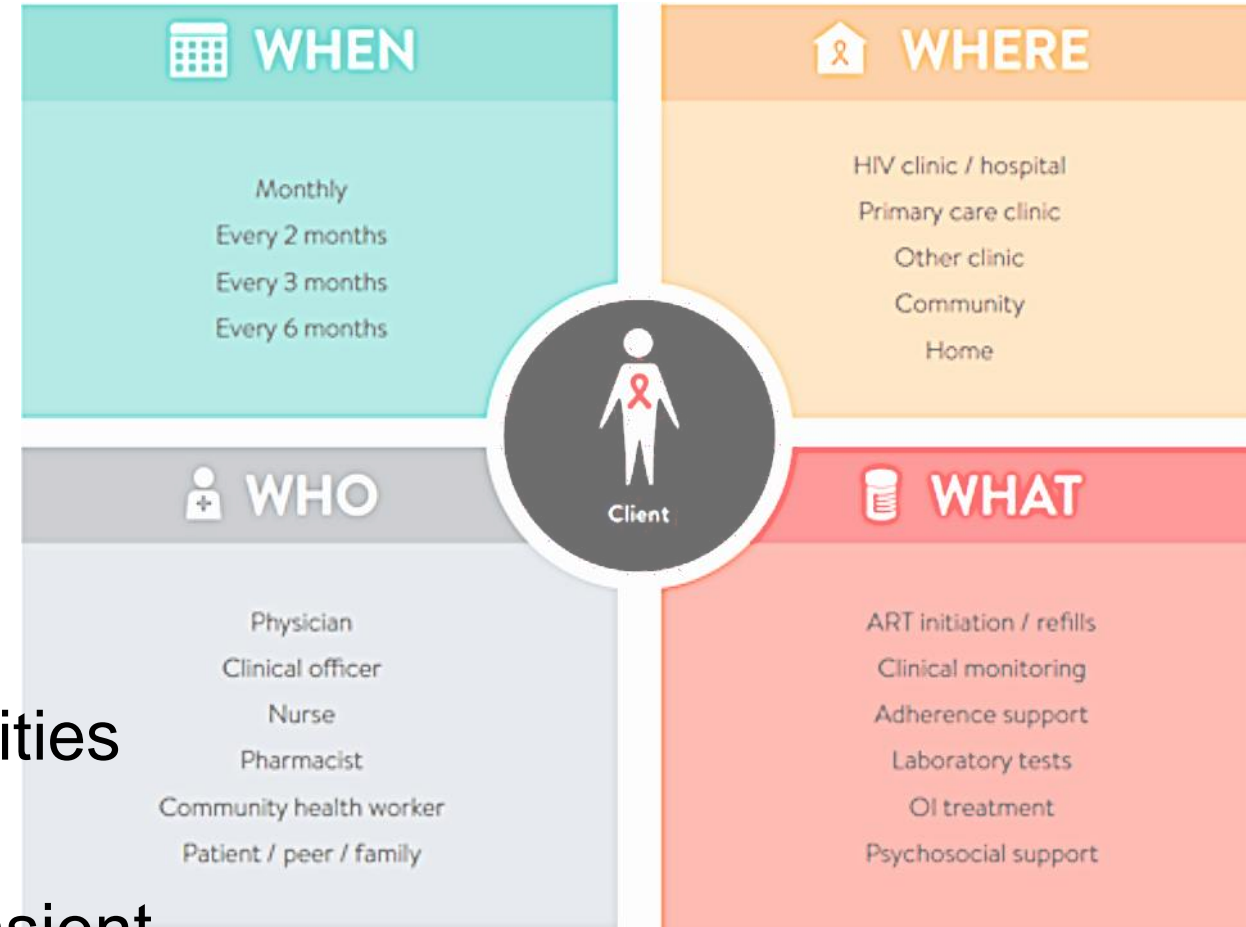 WHEN
Monthly
Every 2 months
Every 3 months
Every 6 months
WHERE
HIV clinic / hospital
Primary care clinic
Other clinic
Community
Home
Client
WHO
Physician
Clinical officer
Nurse
Pharmacist
Community health worker
Patient / peer / family
WHAT
ART initiation / refills
Clinical monitoring
Adherence support
Laboratory tests
OI treatment
Psychosocial support
ities